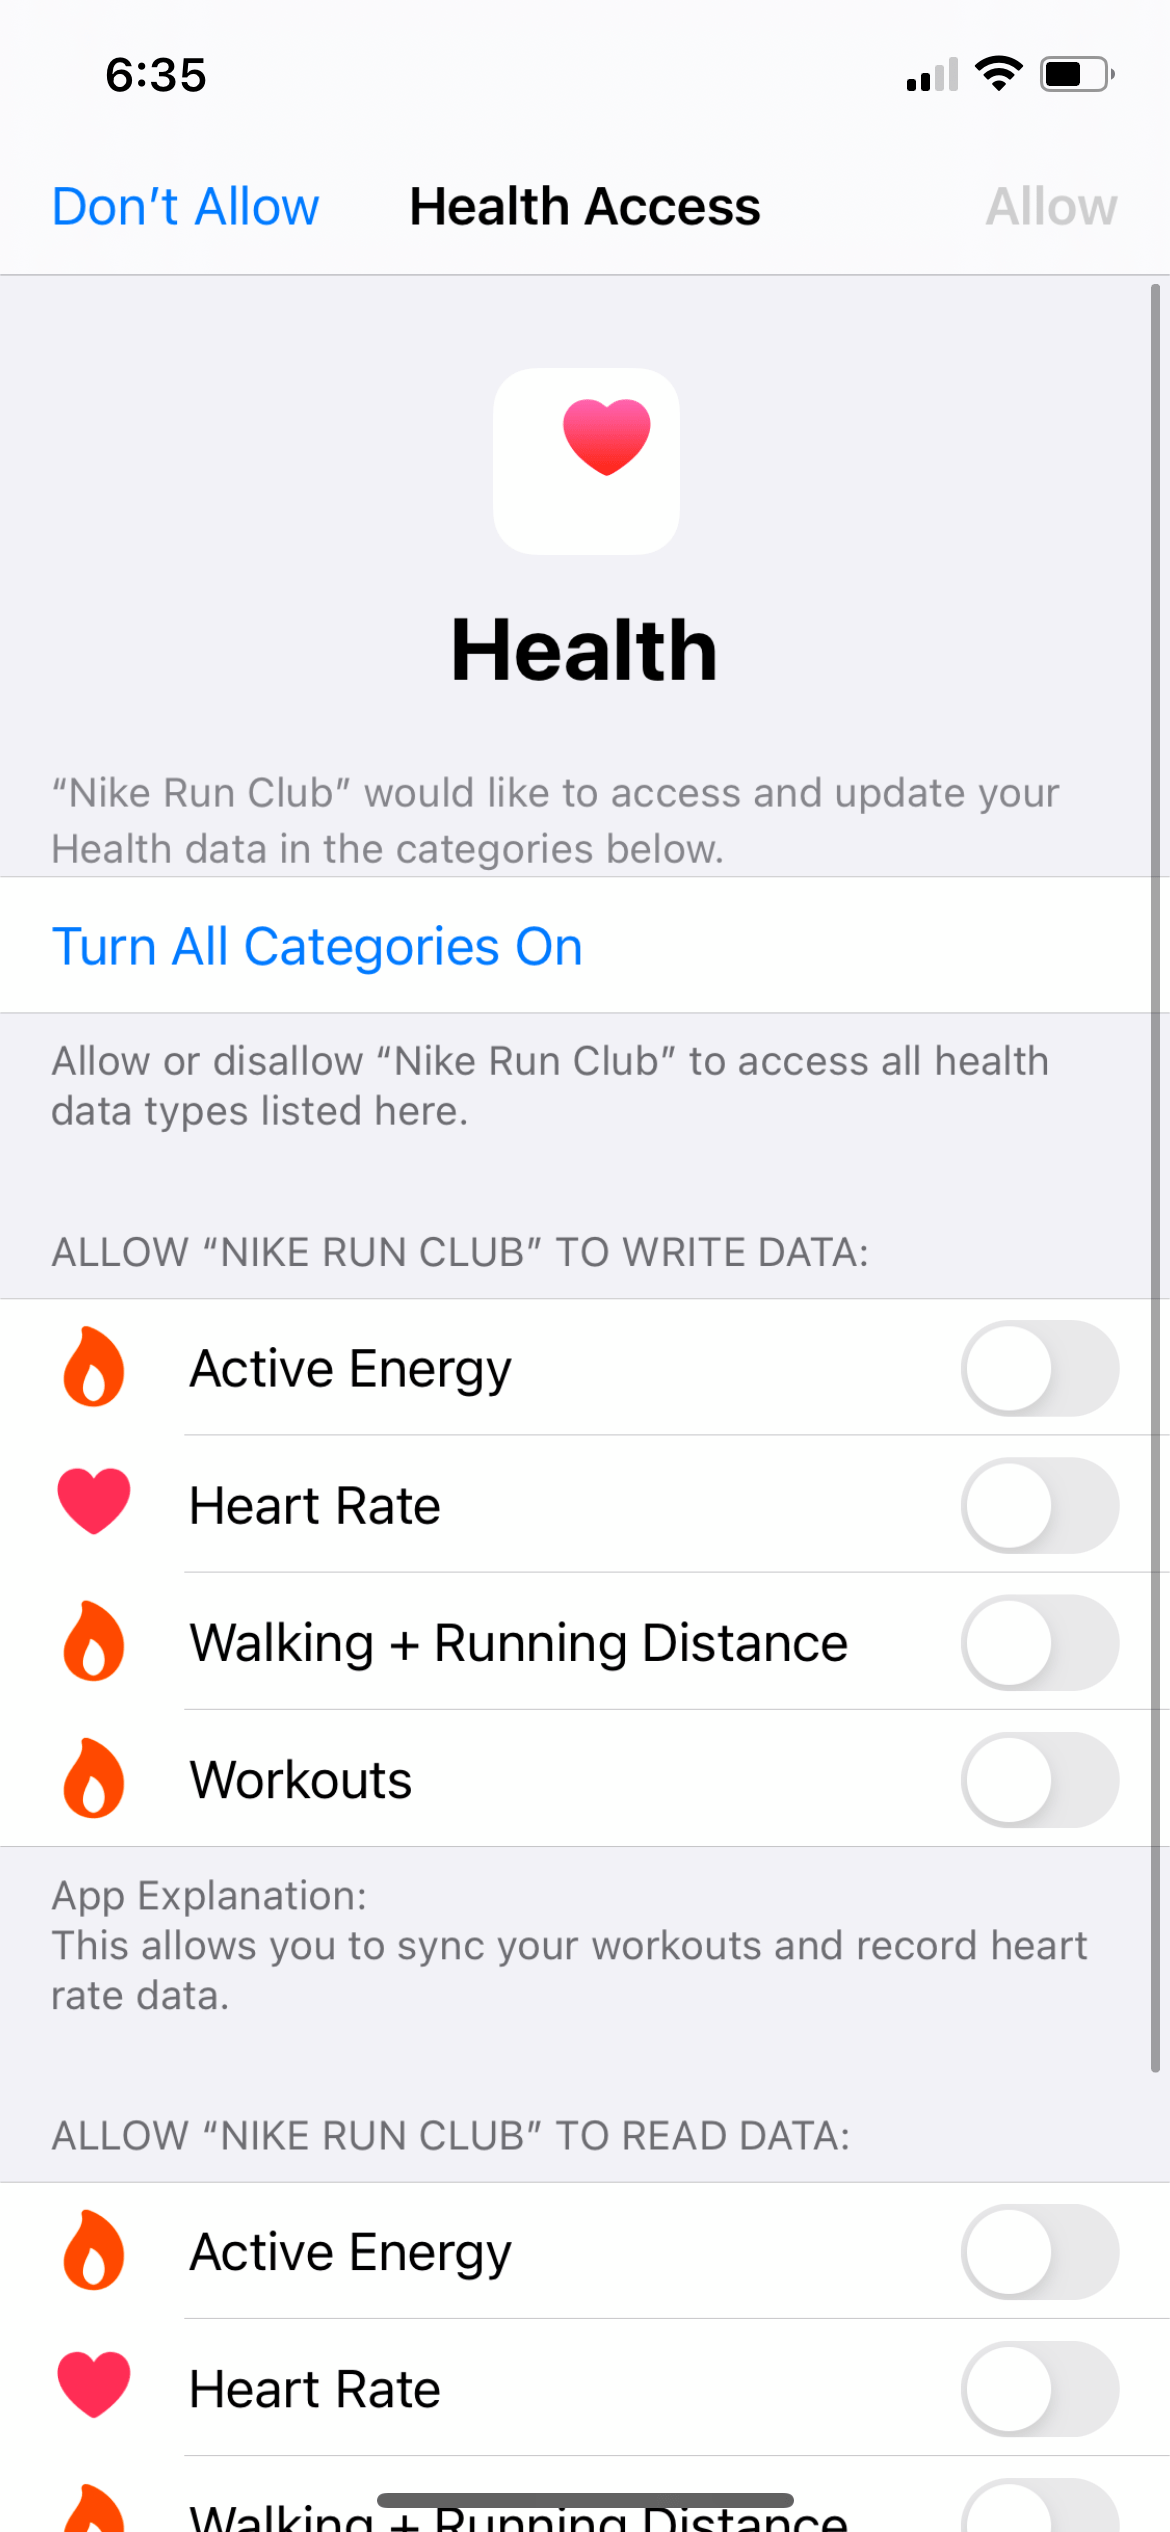 6:35
Don’t Allow Health Access Allow
Health
“Nike Run Club” would like to access and update your
Health data in the categories below.
Turn All Categories On
Allow or disallow “Nike Run Club” to access all health
data types listed here.
ALLOW “NIKE RUN CLUB” TO WRITE DATA:
Active Energy
Heart Rate
Walking + Running Distance
Workouts
App Explanation:
This allows you to sync your workouts and record heart
rate data.
ALLOW “NIKE RUN CLUB” TO READ DATA:
Active Energy
Heart Rate
Walking + Running Distance